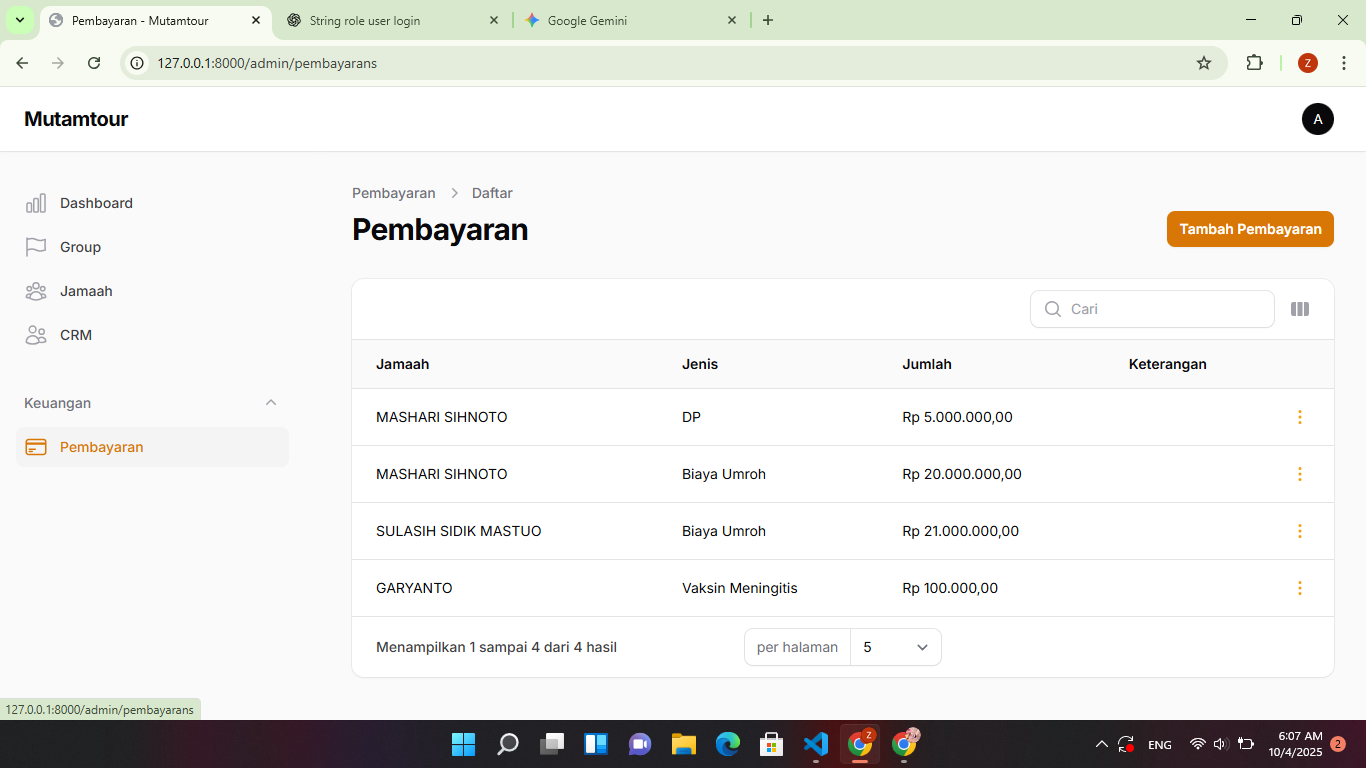 Pembayaran - Mutamtour
String role user login
Google Gemini
127.0.0.1:8000/admin/pembayarans
Z
Mutamtour
A
Dashboard
Group
Jamaah
CRM
Keuangan
Pembayaran
Pembayaran > Daftar
Pembayaran
Tambah Pembayaran
Cari
Jamaah Jenis Jumlah Keterangan
MASHARI SIHNOTO DP Rp 5.000.000,00
MASHARI SIHNOTO Biaya Umroh Rp 20.000.000,00
SULASIH SIDIK MASTUO Biaya Umroh Rp 21.000.000,00
GARYANTO Vaksin Meningitis Rp 100.000,00
Menampilkan 1 sampai 4 dari 4 hasil
per halaman 5
127.0.0.1:8000/admin/pembayarans
Z
ENG
6:07 AM
10/4/2025
2